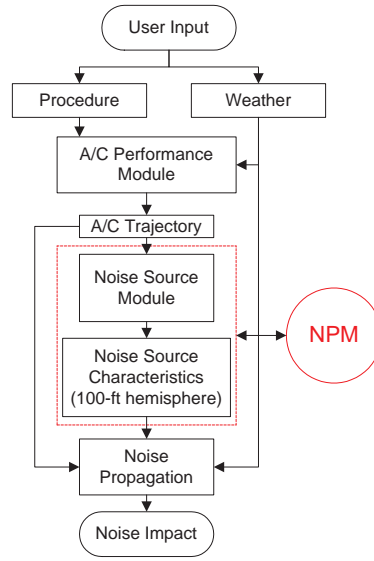 User Input
Procedure
Weather
A/C Performance
Module
A/C Trajectory
Noise Source
Module
NPM
Noise Source
Characteristics
(100-ft hemisphere)
Noise
Propagation
Noise Impact